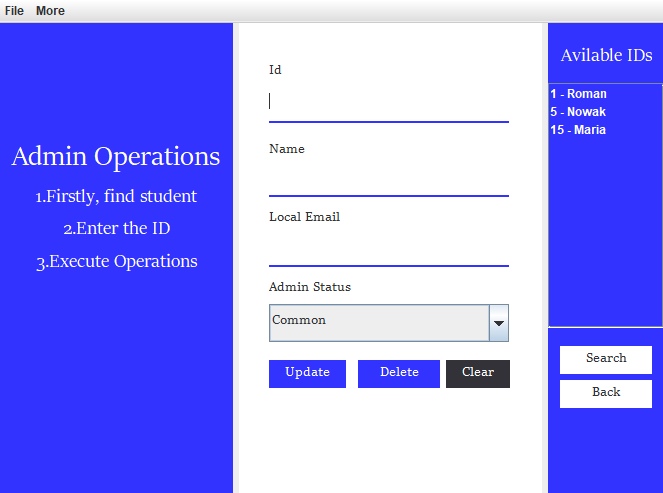 File More
Admin Operations
1.Firstly, find student
2.Enter the ID
3.Execute Operations
Id
Name
Local Email
Admin Status
Common
Update Delete Clear
Avilable IDs
1 - Roman
5 - Nowak
15 - Maria
Search
Back